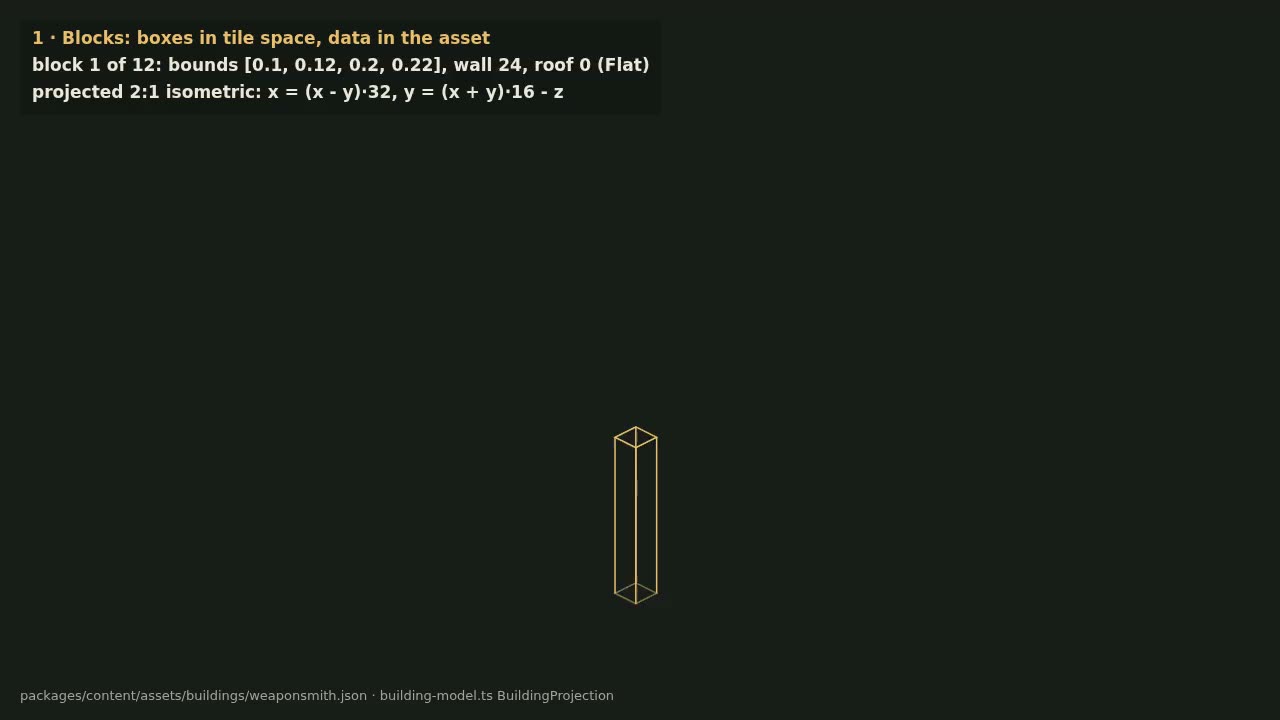 1 · Blocks: boxes in tile space, data in the asset
block 1 of 12: bounds [0.1, 0.12, 0.2, 0.22], wall 24, roof 0 (Flat)
projected 2:1 isometric: x = (x - y)·32, y = (x + y)·16 - z
packages/content/assets/buildings/weaponsmith.json · building-model.ts BuildingProjection